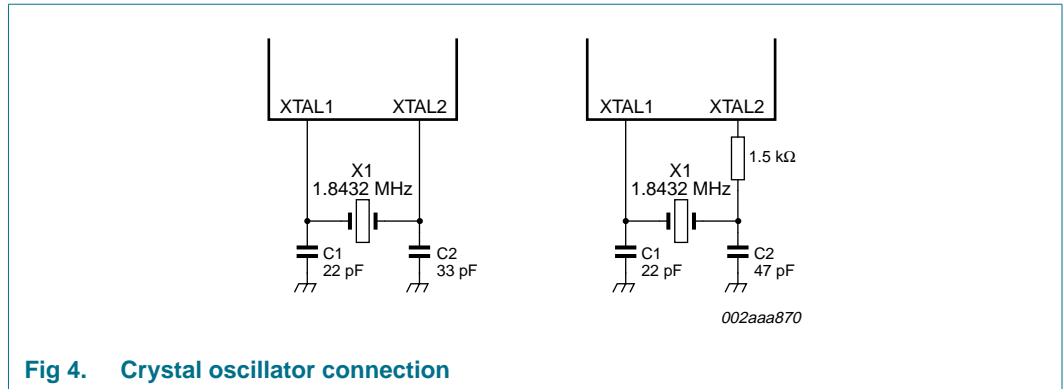 XTAL1 XTAL2
X1
1.8432 MHz
C1
22 pF
C2
33 pF
XTAL1 XTAL2
1.5 kΩ
X1
1.8432 MHz
C1
22 pF
C2
47 pF
002aaa870
Fig 4. Crystal oscillator connection